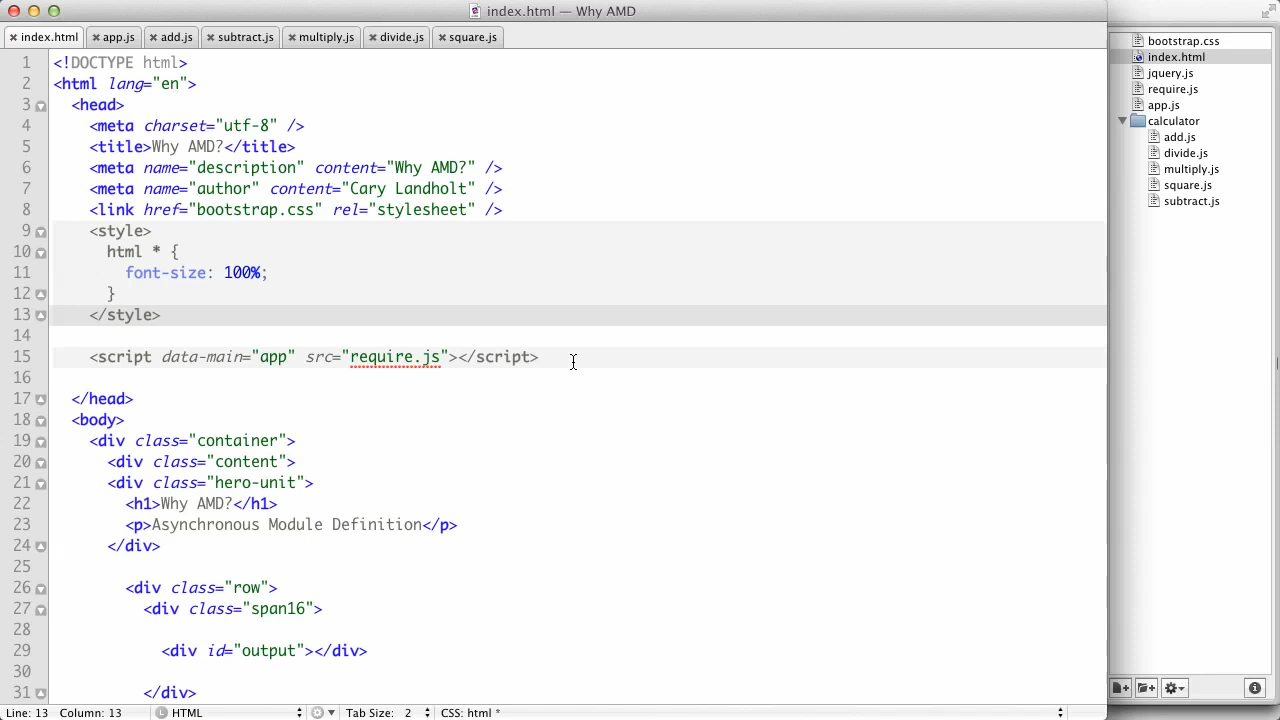 index.html — Why AMD
index.html app.js add.js subtract.js multiply.js divide.js square.js
1 <!DOCTYPE html>
2 <html lang="en">
3 <head>
4 <meta charset="utf-8" />
5 <title>Why AMD?</title>
6 <meta name="description" content="Why AMD?" />
7 <meta name="author" content="Cary Landholt" />
8 <link href="bootstrap.css" rel="stylesheet" />
9 <style>
10 html * {
11 font-size: 100%;
12 }
13 </style>
14
15 <script data-main="app" src="require.js"></script>
16
17 </head>
18 <body>
19 <div class="container">
20 <div class="content">
21 <div class="hero-unit">
22 <h1>Why AMD?</h1>
23 <p>Asynchronous Module Definition</p>
24 </div>
25
26 <div class="row">
27 <div class="span16">
28
29 <div id="output"></div>
30
31 </div>
Line: 13 Column: 13 L HTML Tab Size: 2 CSS: html *
bootstrap.css
index.html
jquery.js
require.js
app.js
calculator
add.js
divide.js
multiply.js
square.js
subtract.js